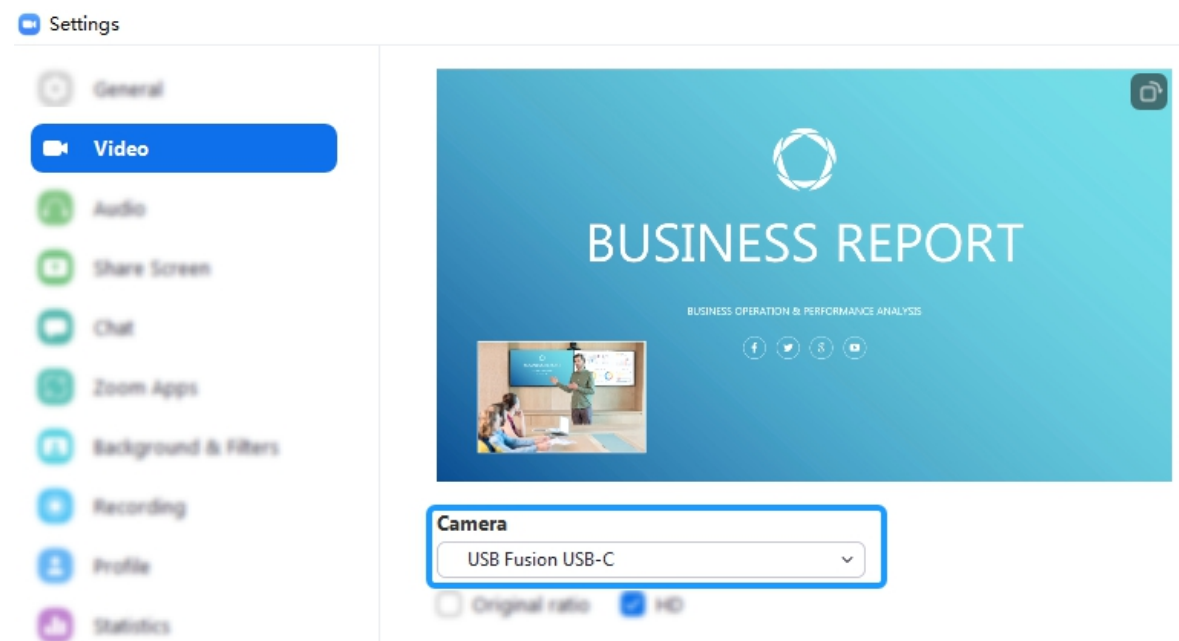 Settings
General
Video
Audio
Share Screen
Chat
Zoom Apps
Background & Filters
Recording
Profile
Statistics
BUSINESS REPORT
BUSINESS OPERATION & PERFORMANCE ANALYSIS
Camera
USB Fusion USB-C
Original ratio
HD